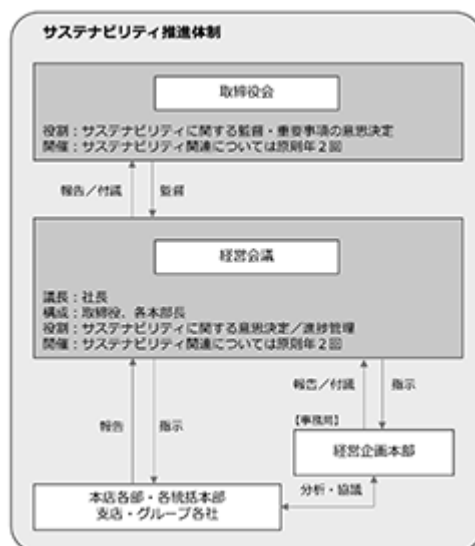 サステナビリティ推進体制
取締役会
役割：サステナビリティに関する監督・重要事項の意思決定
開催：サステナビリティ関連については原則年２回
報告／付議
監督
経営会議
議長：社長
構成：取締役、各本部長
役割：サステナビリティに関する意思決定／進捗管理
開催：サステナビリティ関連については原則年２回
報告／付議
指示
報告
指示
【事務局】
経営企画本部
分析・協議
本店各部・各統括本部
支店・グループ各社